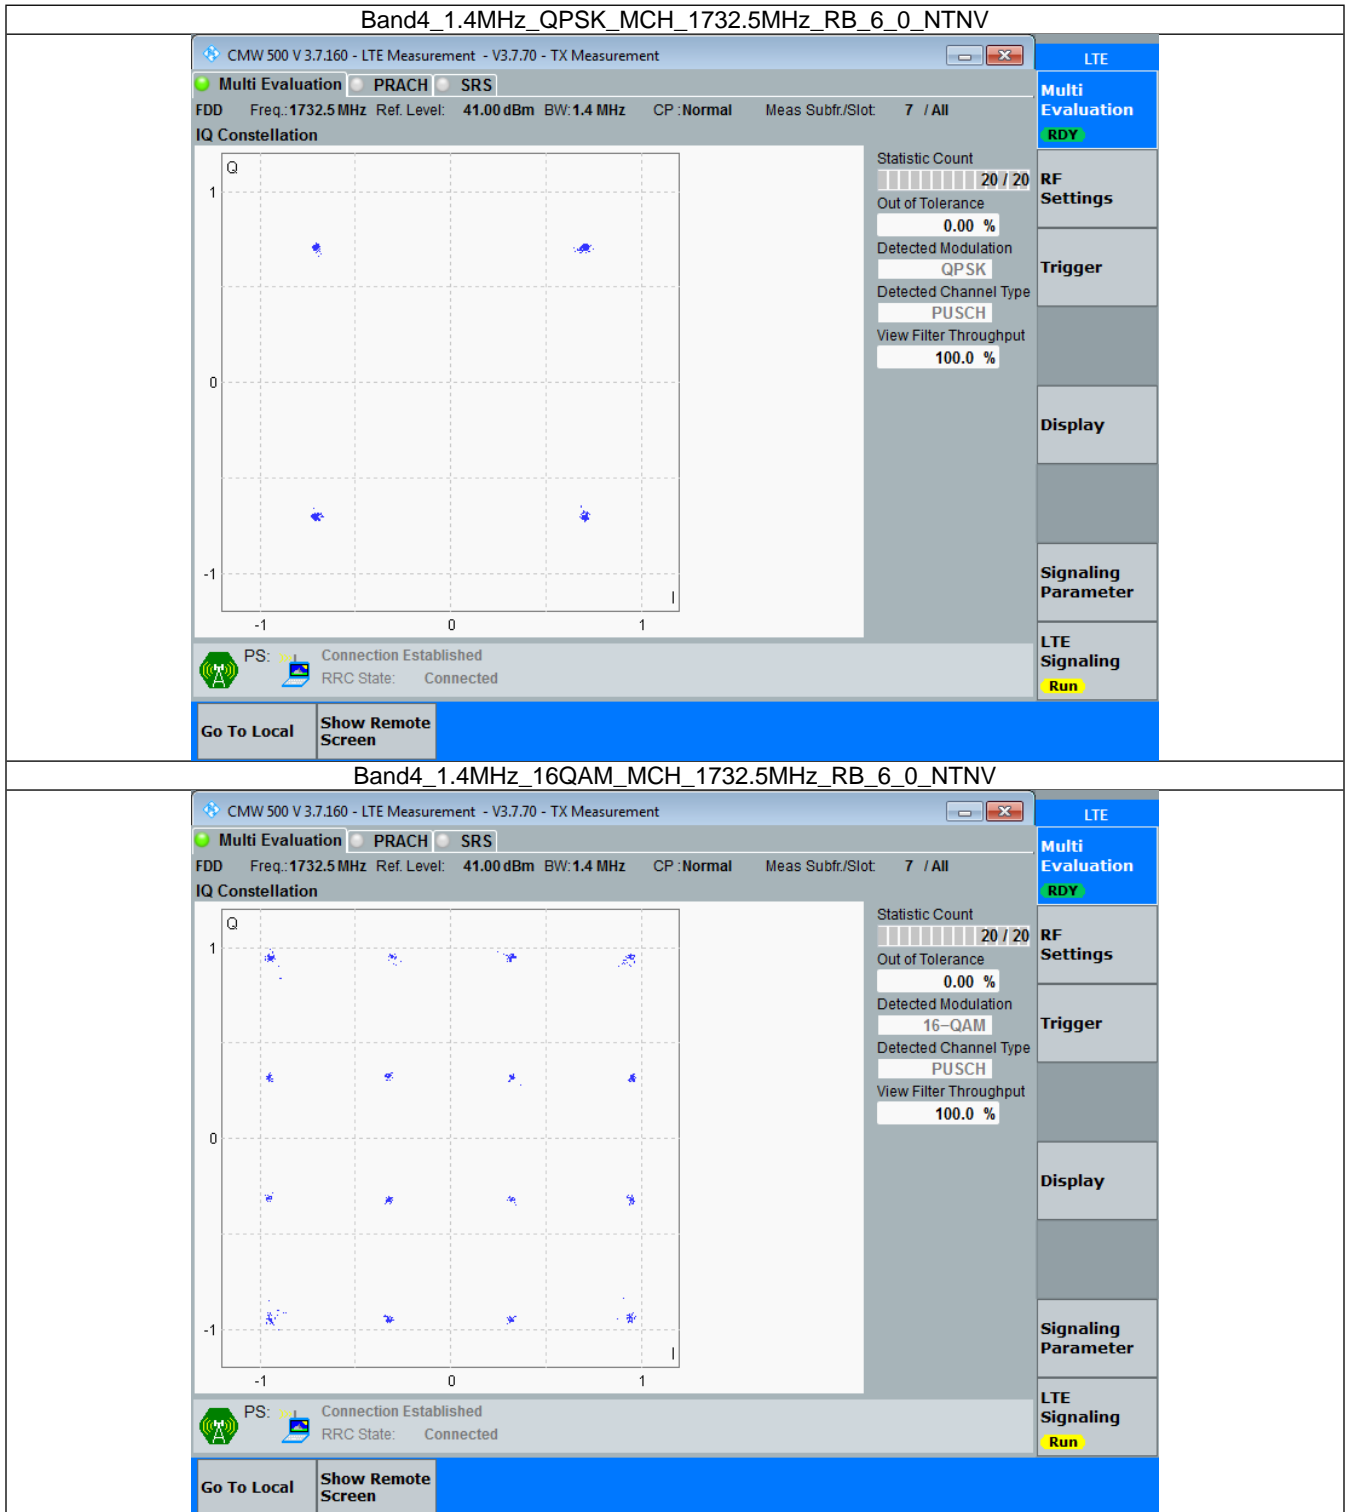 Band4_1.4MHz_QPSK_MCH_1732.5MHz_RB_6_0_NTNV
CMW 500 V 3.7.160 - LTE Measurement - V3.7.70 - TX Measurement
LTE
Multi Evaluation PRACH SRS
Multi
Evaluation
RDY
FDD Freq.: 1732.5 MHz Ref. Level: 41.00 dBm BW: 1.4 MHz CP : Normal Meas Subfr./Slot: 7 / All
IQ Constellation
Q
1
0
-1
I
-1 0 1
Statistic Count
20 / 20
Out of Tolerance
0.00 %
Detected Modulation
QPSK
Detected Channel Type
PUSCH
View Filter Throughput
100.0 %
RF
Settings
Trigger
Display
Signaling
Parameter
LTE
Signaling
Run
PS: Connection Established
RRC State: Connected
Go To Local
Show Remote
Screen
Band4_1.4MHz_16QAM_MCH_1732.5MHz_RB_6_0_NTNV
CMW 500 V 3.7.160 - LTE Measurement - V3.7.70 - TX Measurement
LTE
Multi Evaluation PRACH SRS
Multi
Evaluation
RDY
FDD Freq.: 1732.5 MHz Ref. Level: 41.00 dBm BW: 1.4 MHz CP : Normal Meas Subfr./Slot: 7 / All
IQ Constellation
Q
1
0
-1
I
-1 0 1
Statistic Count
20 / 20
Out of Tolerance
0.00 %
Detected Modulation
16-QAM
Detected Channel Type
PUSCH
View Filter Throughput
100.0 %
RF
Settings
Trigger
Display
Signaling
Parameter
LTE
Signaling
Run
PS: Connection Established
RRC State: Connected
Go To Local
Show Remote
Screen